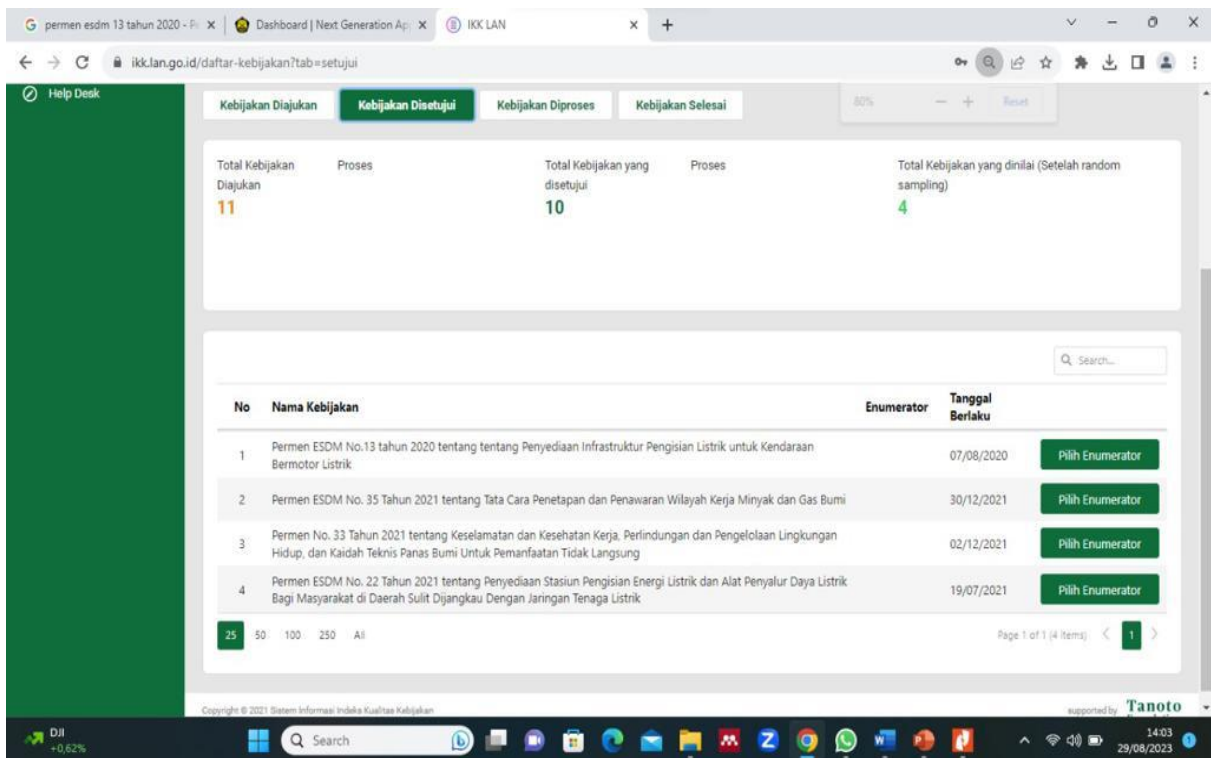 permen esdm 13 tahun 2020 - P
Dashboard | Next Generation Ap
IKK LAN
ikk.lan.go.id/daftar-kebijakan?tab=setujui
Help Desk
Kebijakan Diajukan
Kebijakan Disetujui
Kebijakan Diproses
Kebijakan Selesai
80%
Reset
Total Kebijakan
Diajukan
11
Proses
Total Kebijakan yang
disetujui
10
Proses
Total Kebijakan yang dinilai (Setelah random
sampling)
4
Search...
No Nama Kebijakan Enumerator Tanggal
Berlaku
1 Permen ESDM No.13 tahun 2020 tentang tentang Penyediaan Infrastruktur Pengisian Listrik untuk Kendaraan
Bermotor Listrik 07/08/2020 Pilih Enumerator
2 Permen ESDM No. 35 Tahun 2021 tentang Tata Cara Penetapan dan Penawaran Wilayah Kerja Minyak dan Gas Bumi 30/12/2021 Pilih Enumerator
3 Permen No. 33 Tahun 2021 tentang Keselamatan dan Kesehatan Kerja, Perlindungan dan Pengelolaan Lingkungan
Hidup, dan Kaidah Teknis Panas Bumi Untuk Pemanfaatan Tidak Langsung 02/12/2021 Pilih Enumerator
4 Permen ESDM No. 22 Tahun 2021 tentang Penyediaan Stasiun Pengisian Energi Listrik dan Alat Penyalur Daya Listrik
Bagi Masyarakat di Daerah Sulit Dijangkau Dengan Jaringan Tenaga Listrik 19/07/2021 Pilih Enumerator
25 50 100 250 All
Page 1 of 1 (4 items) 1
Copyright © 2021 Sistem Informasi Indeks Kualitas Kebijakan
supported by Tanoto
DJI
+0,62%
Search
14:03
29/08/2023
1